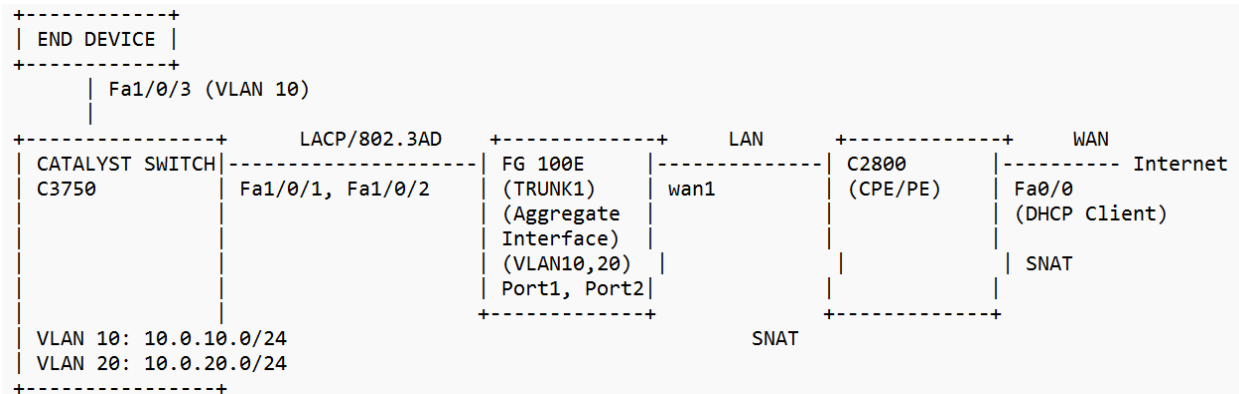 END DEVICE
Fa1/0/3 (VLAN 10)
LACP/802.3AD LAN WAN
CATALYST SWITCH FG 100E C2800 Internet
C3750 Fa1/0/1, Fa1/0/2 (TRUNK1) wan1 (CPE/PE) Fa0/0
(Aggregate (DHCP Client)
Interface)
(VLAN10,20) SNAT
Port1, Port2
VLAN 10: 10.0.10.0/24 SNAT
VLAN 20: 10.0.20.0/24